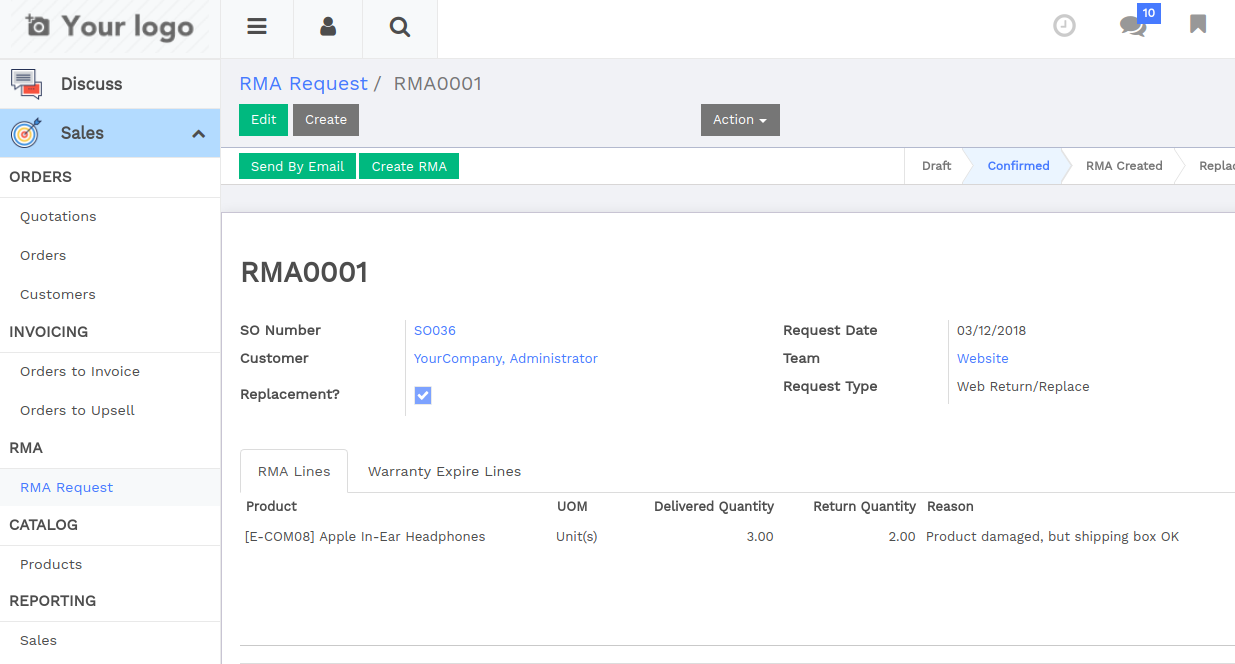 Your logo
10
Discuss
Sales
ORDERS
Quotations
Orders
Customers
INVOICING
Orders to Invoice
Orders to Upsell
RMA
RMA Request
CATALOG
Products
REPORTING
Sales
RMA Request / RMA0001
Edit Create Action
Send By Email Create RMA Draft Confirmed RMA Created
RMA0001
SO Number SO036 Request Date 03/12/2018
Customer YourCompany, Administrator Team Website
Replacement? Request Type Web Return/Replace
RMA Lines Warranty Expire Lines
Product UOM Delivered Quantity Return Quantity Reason
[E-COM08] Apple In-Ear Headphones Unit(s) 3.00 2.00 Product damaged, but shipping box OK